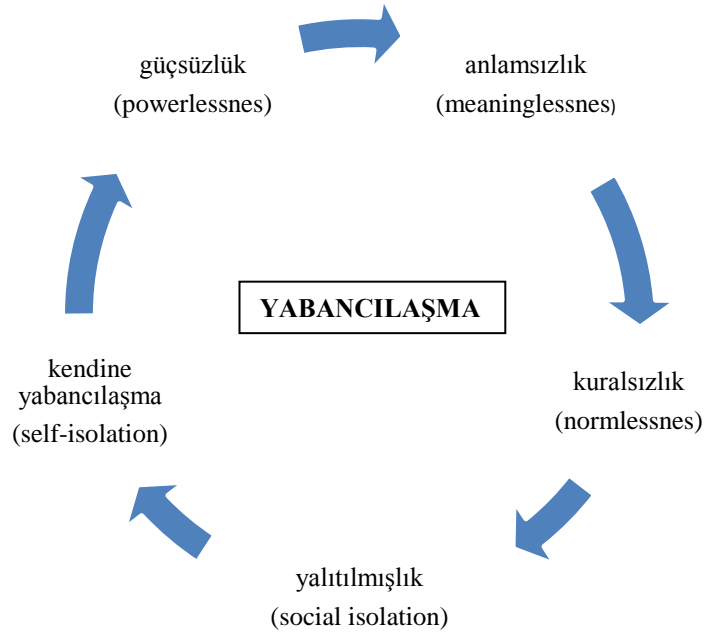 güçsüzlük
(powerlessnes)
anlamsızlık
(meaninglessnes)
YABANCILAŞMA
kuralsızlık
(normlessnes)
yalıtılmışlık
(social isolation)
kendine
yabancılaşma
(self-isolation)